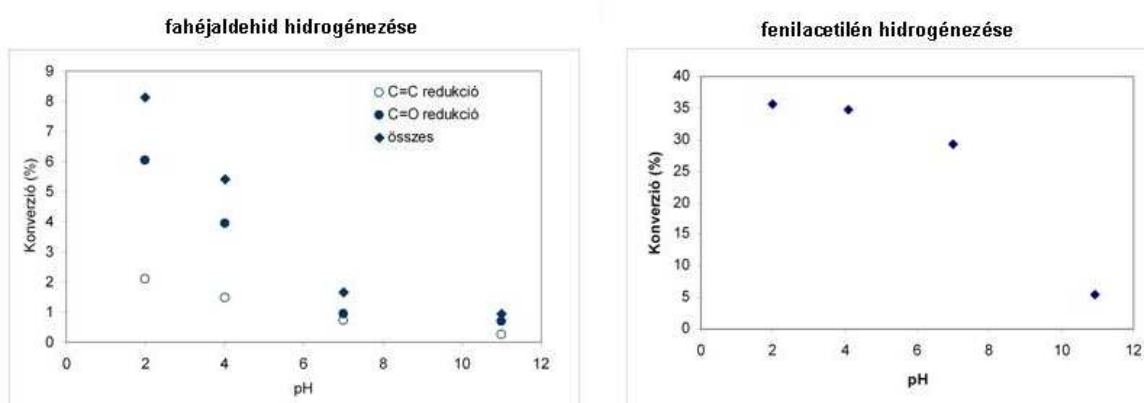 fahéjaldehid hidrogénezése
9
8
7
6
5
4
3
2
1
0
Konverzió (%)
C=C redukció
C=O redukció
összes
0 2 4 6 8 10 12
pH
fenilacetilén hidrogénezése
40
35
30
25
20
15
10
5
0
Konverzió (%)
0 2 4 6 8 10 12
pH